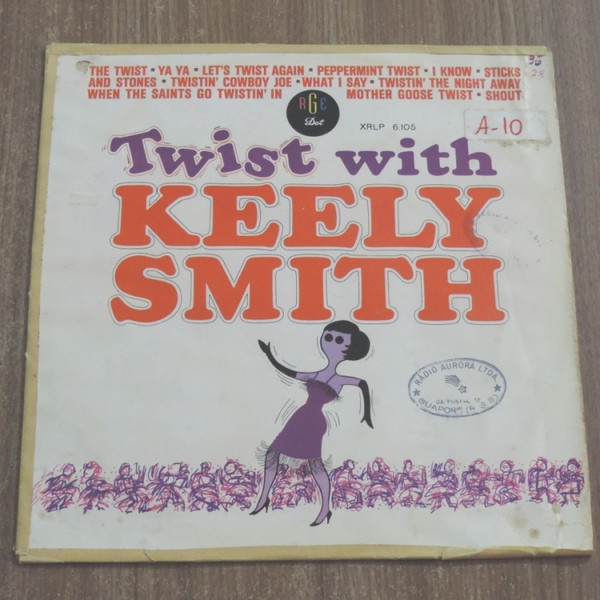 THE TWIST • YA YA • LET'S TWIST AGAIN • PEPPERMINT TWIST • I KNOW • STICKS
AND STONES • TWISTIN' COWBOY JOE • WHAT I SAY • TWISTIN' THE NIGHT AWAY
WHEN THE SAINTS GO TWISTIN' IN MOTHER GOOSE TWIST • SHOUT
RGE
Dot
XRLP 6.105
A-10
Twist with
KEELY
SMITH
RÁDIO AURORA LTDA.
GUAPORÉ (R.G.S)